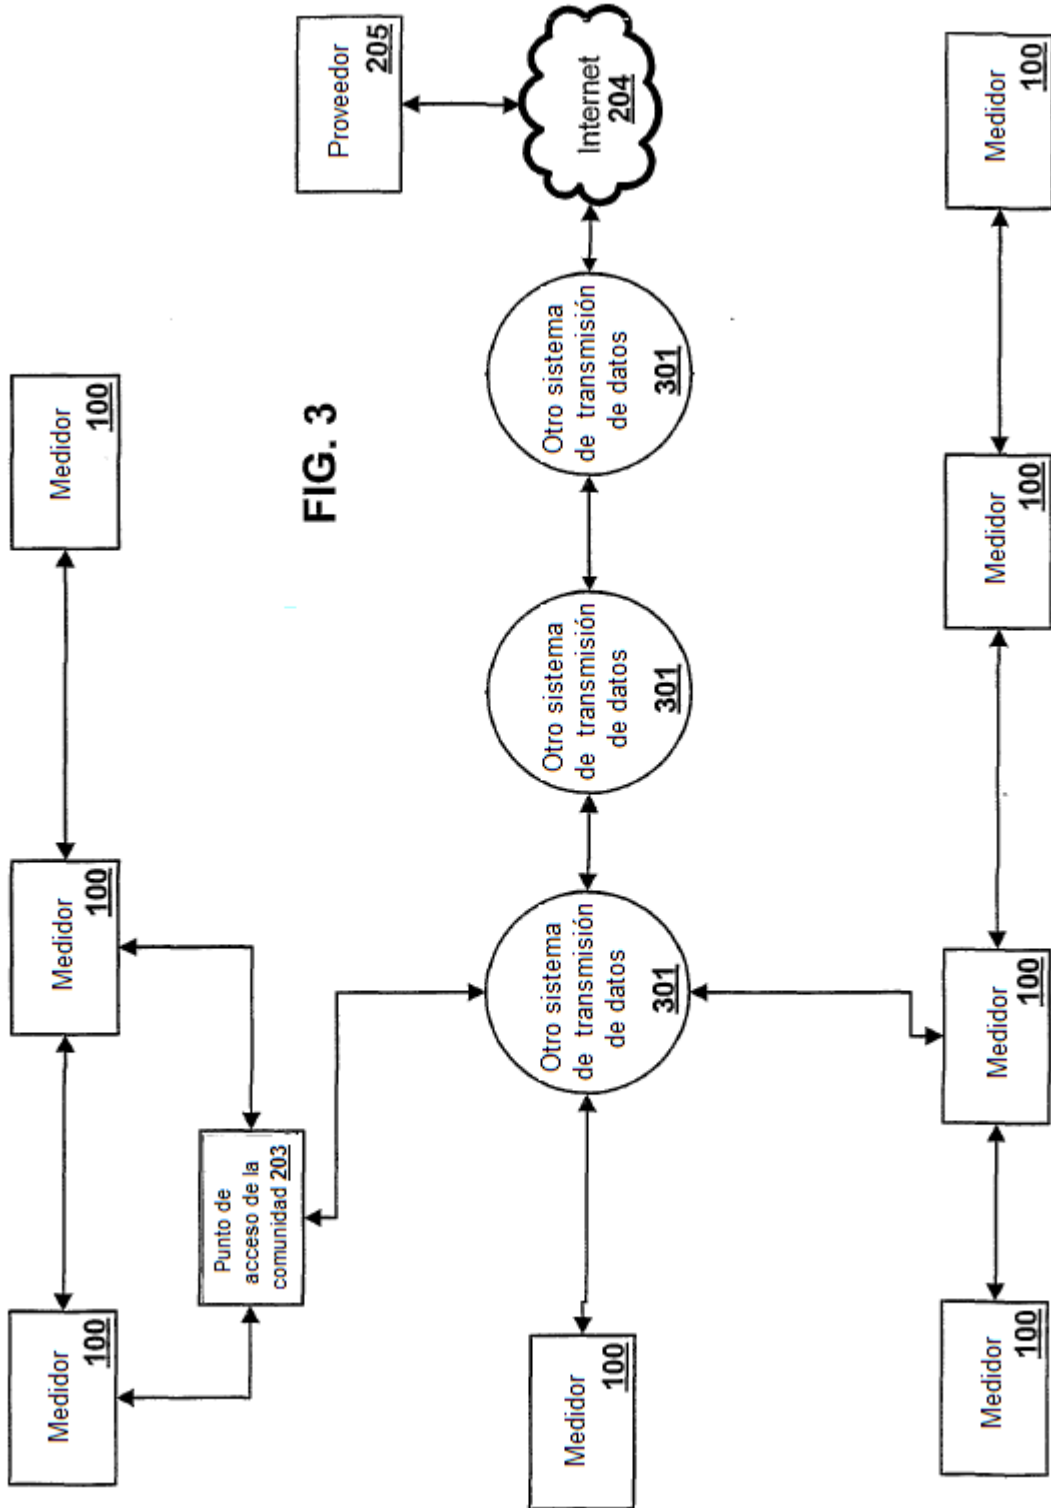 Medidor
100
Medidor
100
Medidor
100
Punto de
acceso de la
comunidad 203
FIG. 3
Proveedor
205
Medidor
100
Otro sistema
de transmisión
de datos
301
Otro sistema
de transmisión
de datos
301
Otro sistema
de transmisión
de datos
301
Internet
204
Medidor
100
Medidor
100
Medidor
100
Medidor
100